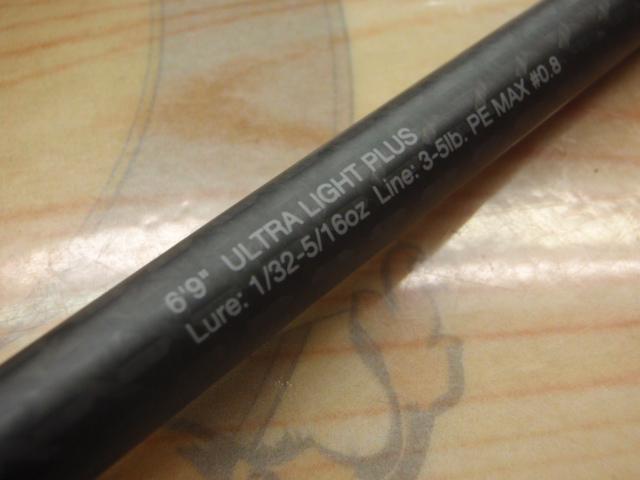 6'9" ULTRA LIGHT PLUS
Lure: 1/32-5/16oz Line: 3-5lb. PE MAX #0.8